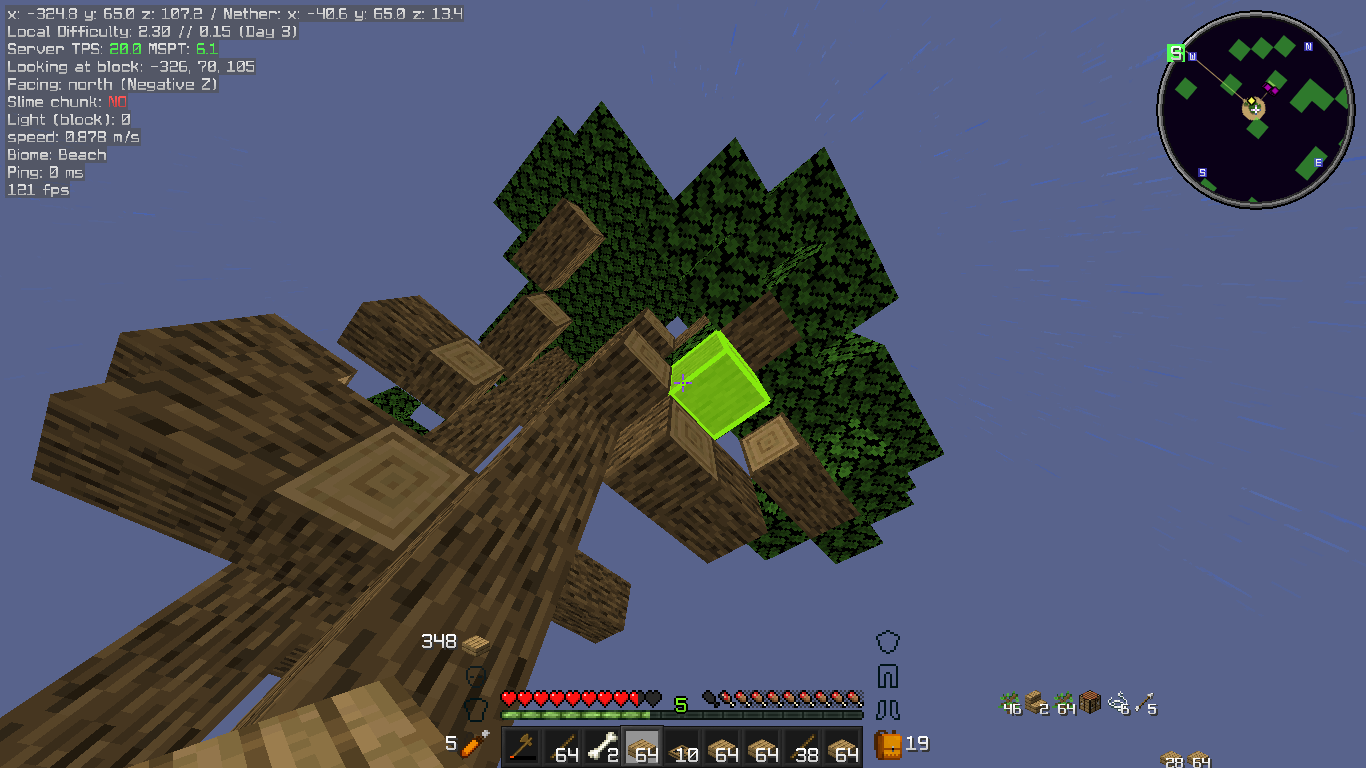 x: -324.8 y: 65.0 z: 107.2 / Nether: x: -40.6 y: 65.0 z: 13.4
Local Difficulty: 2.30 // 0.15 (Day 3)
Server TPS: 20.0 MSPT: 6.1
Looking at block: -326, 70, 105
Facing: north (Negative Z)
Slime chunk: NO
Light (block): 0
speed: 0.878 m/s
Biome: Beach
Ping: 0 ms
121 fps
S W N
S E
348
5
5
64 2 64 10 64 64 38 64
19
46 2 64 6 5
28 64